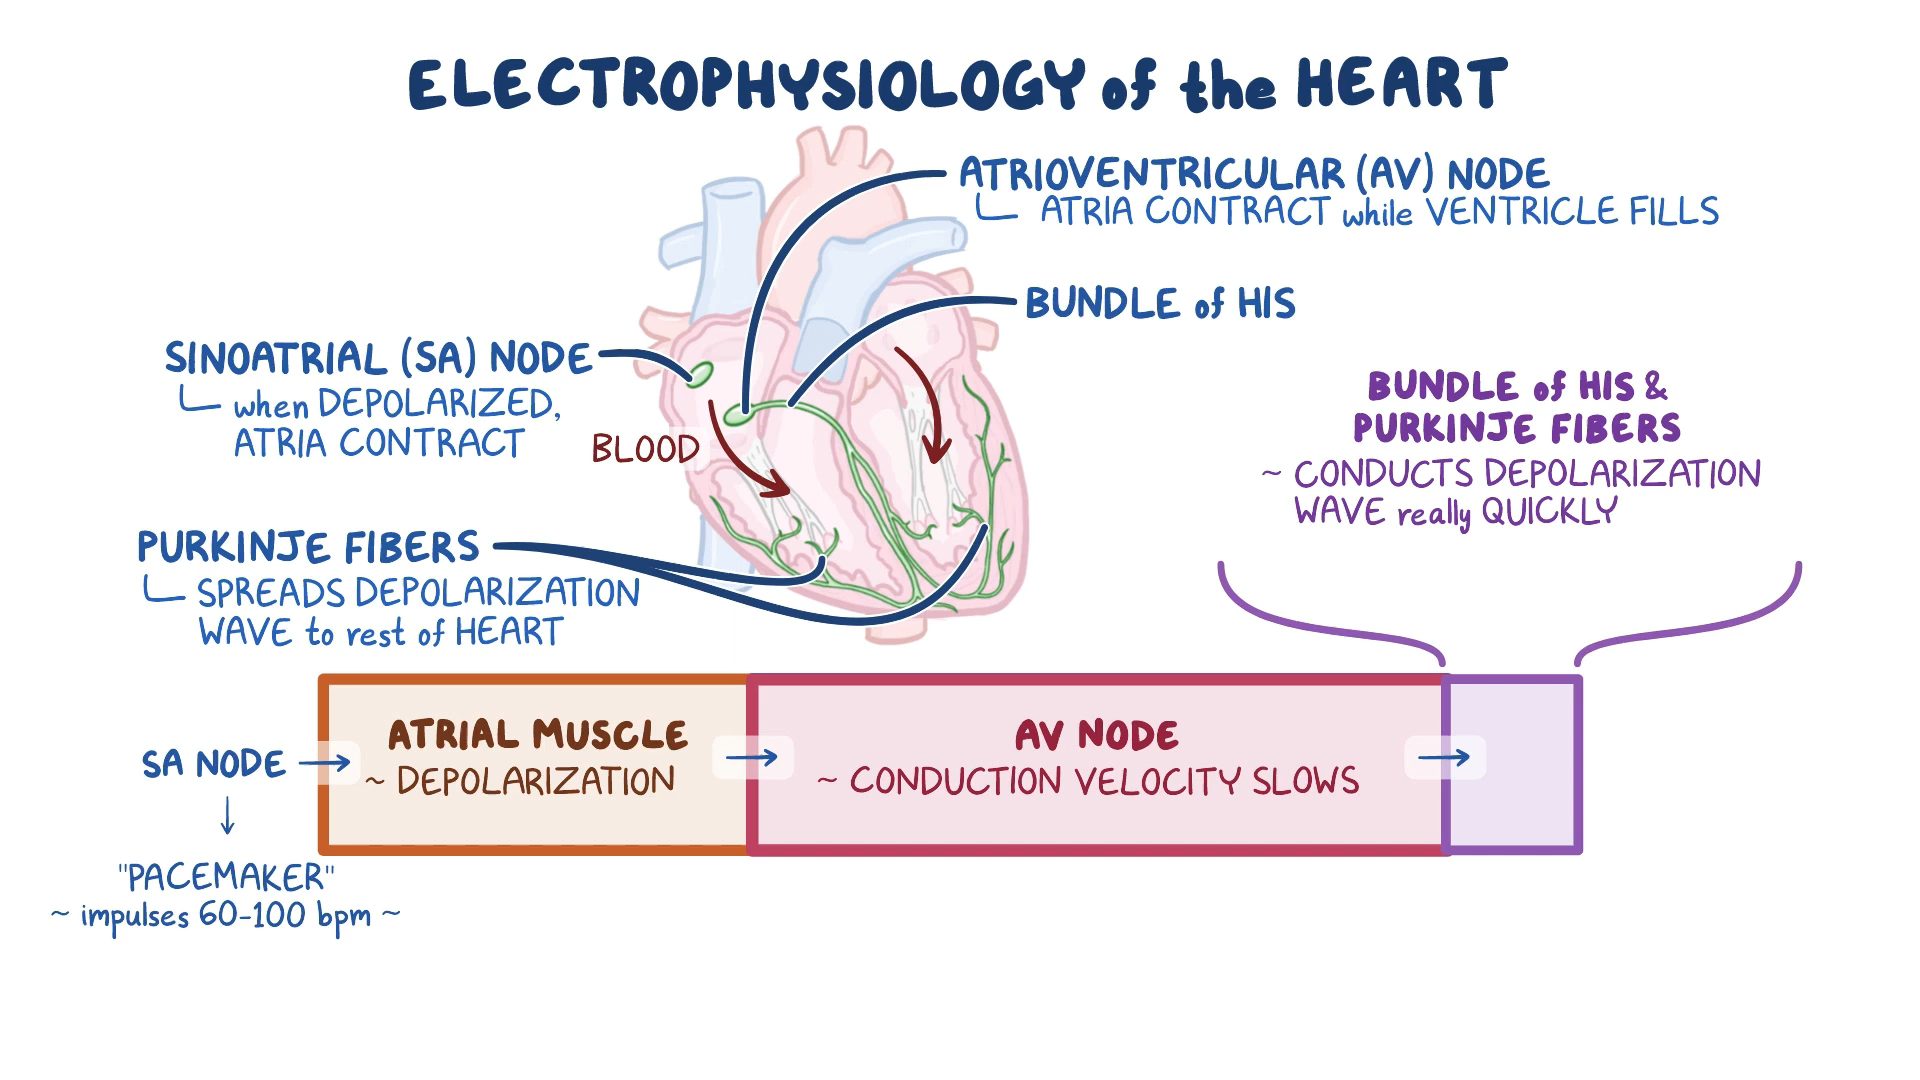 ELECTROPHYSIOLOGY of the HEART
ATRIOVENTRICULAR (AV) NODE
ATRIA CONTRACT while VENTRICLE FILLS
BUNDLE of HIS
SINOATRIAL (SA) NODE
when DEPOLARIZED,
ATRIA CONTRACT
BLOOD
PURKINJE FIBERS
SPREADS DEPOLARIZATION
WAVE to rest of HEART
BUNDLE of HIS &
PURKINJE FIBERS
~ CONDUCTS DEPOLARIZATION
WAVE really QUICKLY
SA NODE
ATRIAL MUSCLE
~ DEPOLARIZATION
AV NODE
~ CONDUCTION VELOCITY SLOWS
"PACEMAKER"
~ impulses 60-100 bpm ~